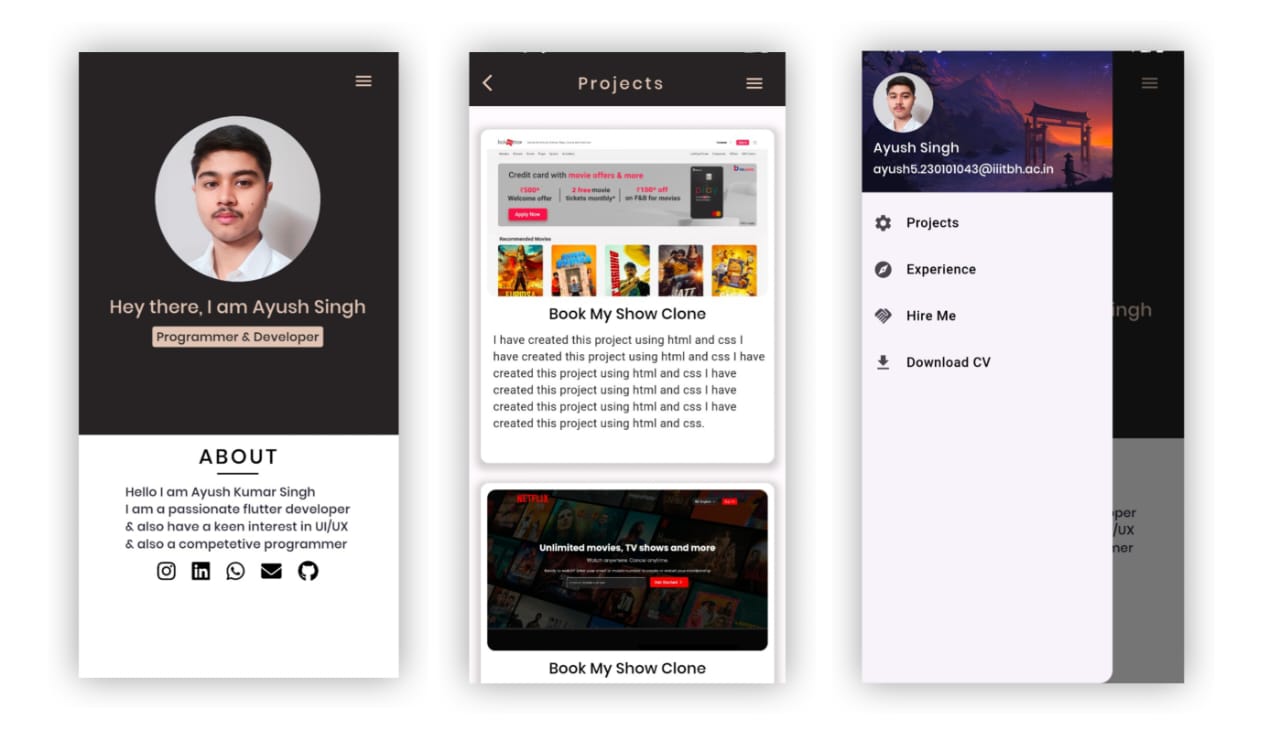 Hey there, I am Ayush Singh
Programmer & Developer
ABOUT
Hello I am Ayush Kumar Singh
I am a passionate flutter developer
& also have a keen interest in UI/UX
& also a competetive programmer
Projects
Credit card with movie offers & more
₹500*
Welcome offer
2 free movie
tickets monthly*
₹100* off
on F&B for movies
Apply Now
Recommended Movies
Book My Show Clone
I have created this project using html and css I
have created this project using html and css I have
created this project using html and css I have
created this project using html and css I have
created this project using html and css I have
created this project using html and css.
NETFLIX
Unlimited movies, TV shows and more
Watch anywhere. Cancel anytime.
Get Started
Book My Show Clone
Ayush Singh
ayush5.230101043@iiitbh.ac.in
Projects
Experience
Hire Me
Download CV
ingh
oper
/UX
mer